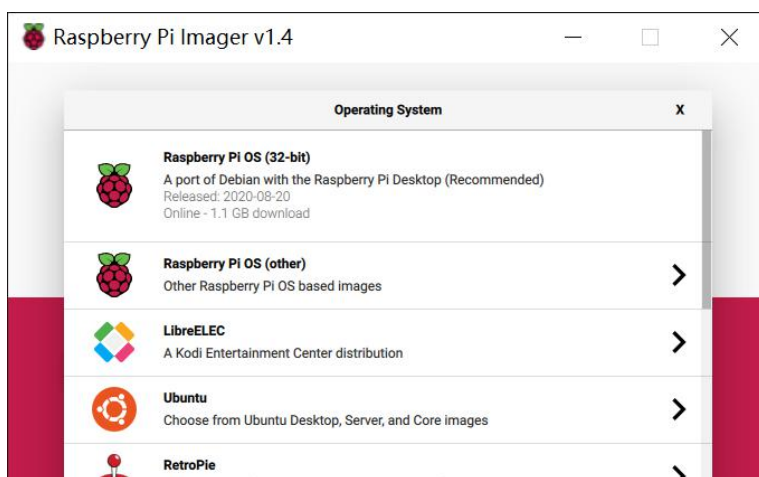 Raspberry Pi Imager v1.4
Operating System X
Raspberry Pi OS (32-bit)
A port of Debian with the Raspberry Pi Desktop (Recommended)
Released: 2020-08-20
Online - 1.1 GB download
Raspberry Pi OS (other)
Other Raspberry Pi OS based images
LibreELEC
A Kodi Entertainment Center distribution
Ubuntu
Choose from Ubuntu Desktop, Server, and Core images
RetroPie